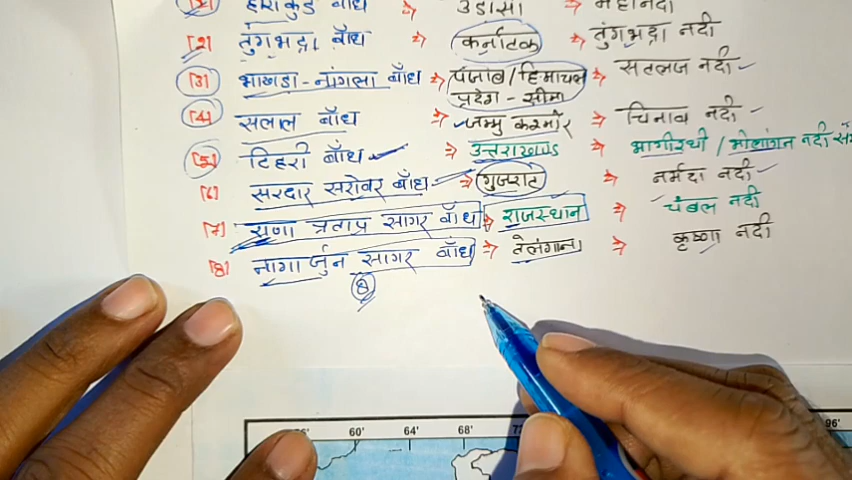 [1] हीराकुंड बाँध ⇒ उड़ीसा ⇒ महानदी
[2] तुंगभद्रा बाँध ⇒ कर्नाटक ⇒ तुंगभद्रा नदी
[3] भाखड़ा-नांगला बाँध ⇒ पंजाब/हिमाचल प्रदेश-सीमा ⇒ सतलज नदी
[4] सलाल बाँध ⇒ जम्मु कश्मीर ⇒ चिनाव नदी
[5] टिहरी बाँध ⇒ उत्तराखण्ड ⇒ भागीरथी / भीलांगन नदी
[6] सरदार सरोवर बाँध ⇒ गुजरात ⇒ नर्मदा नदी
[7] राणा प्रताप सागर बाँध ⇒ राजस्थान ⇒ चंबल नदी
[8] नागार्जुन सागर बाँध ⇒ तेलंगाना ⇒ कृष्णा नदी
8
60° 64° 68° 96°